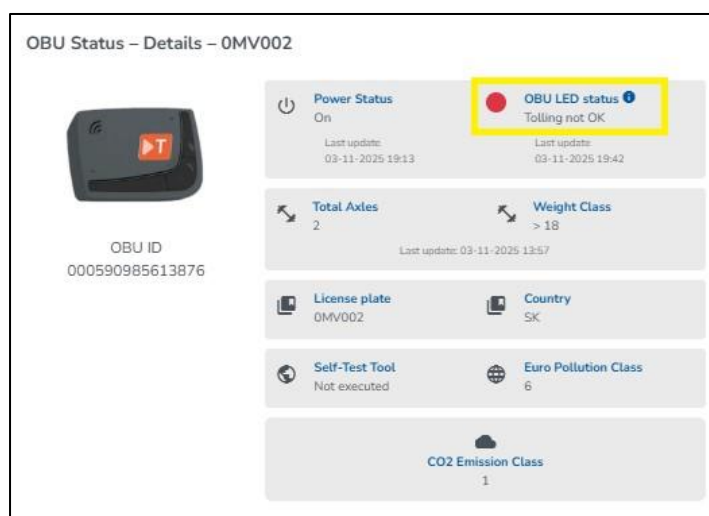 OBU Status – Details – 0MV002
T
OBU ID
000590985613876
Power Status
On
Last update
03-11-2025 19:13
OBU LED status
Tolling not OK
Last update
03-11-2025 19:42
Total Axles
2
Weight Class
> 18
Last update: 03-11-2025 13:57
License plate
0MV002
Country
SK
Self-Test Tool
Not executed
Euro Pollution Class
6
CO2 Emission Class
1